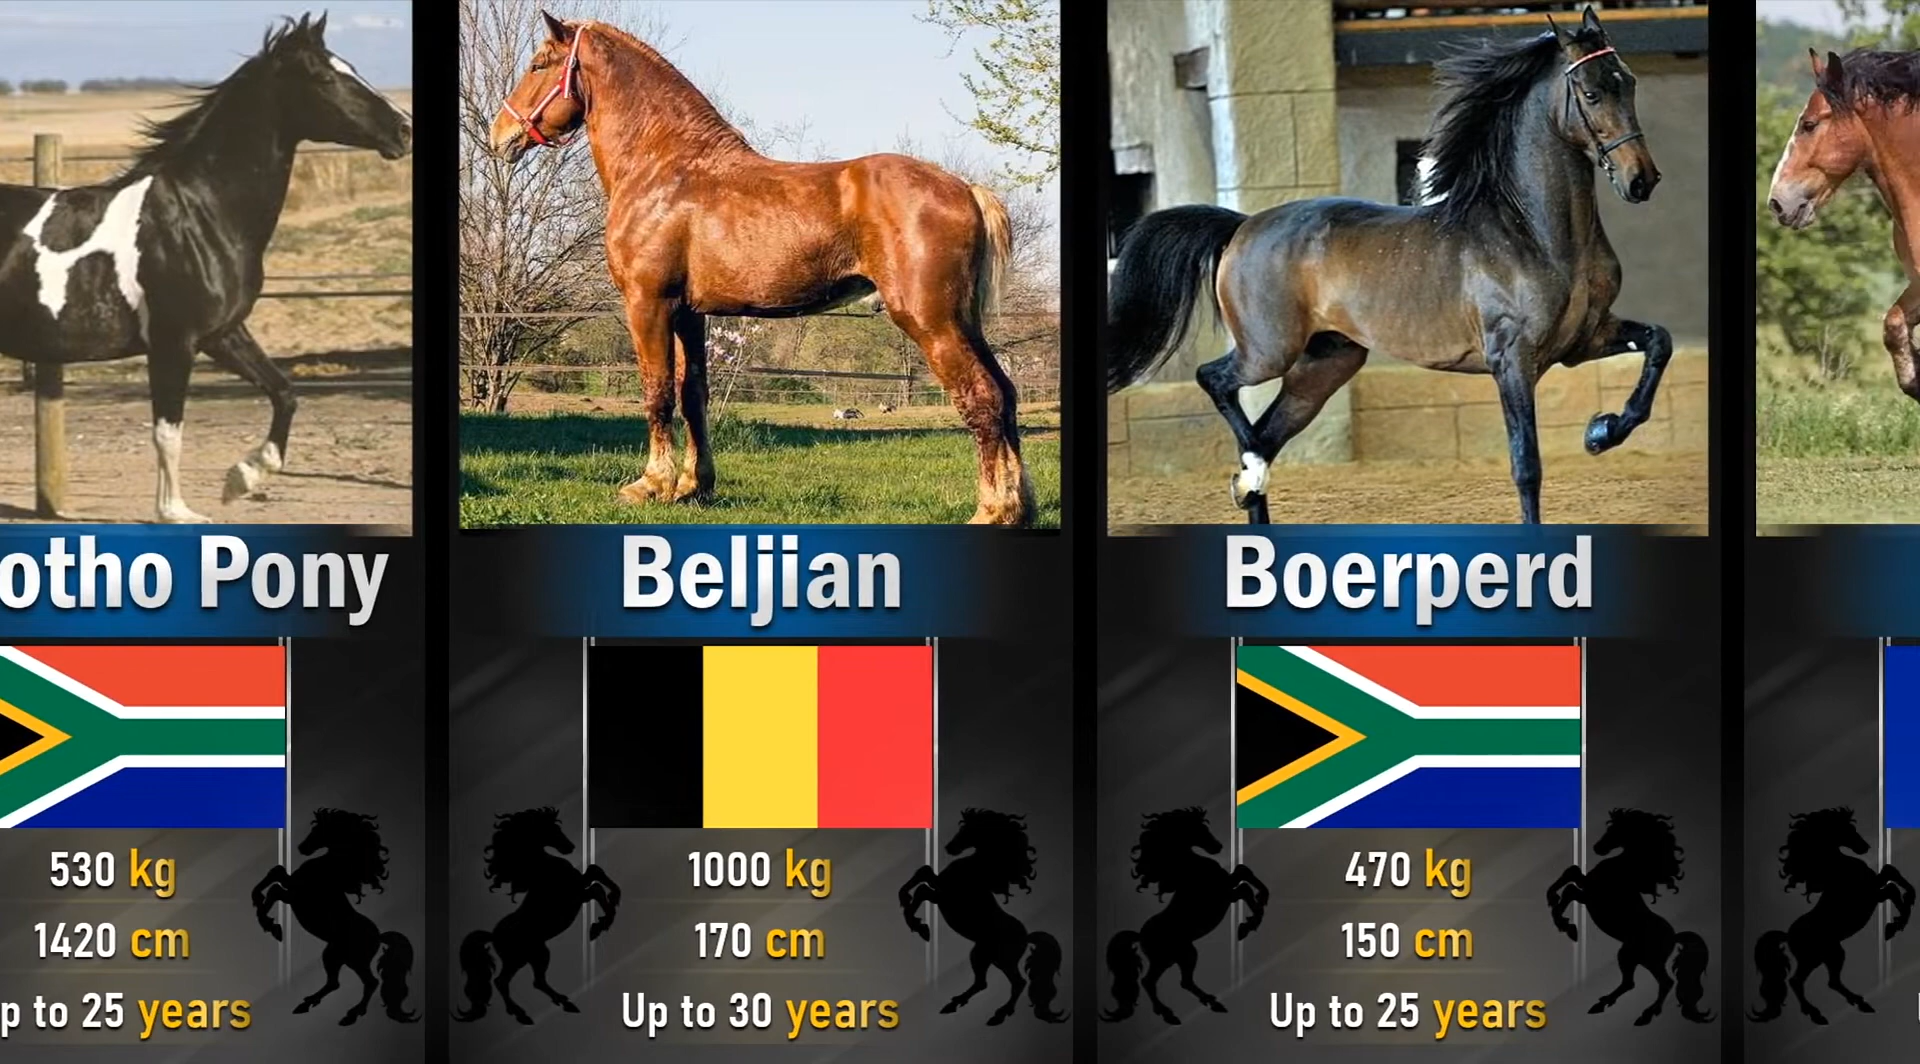 otho Pony
530 kg
1420 cm
p to 25 years
Beljian
1000 kg
170 cm
Up to 30 years
Boerperd
470 kg
150 cm
Up to 25 years